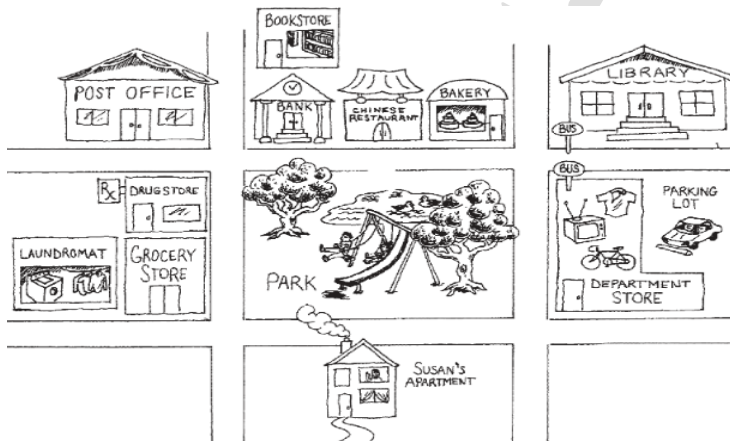 BOOKSTORE
POST OFFICE
BANK
CHINESE
RESTAURANT
BAKERY
LIBRARY
BUS
BUS
Rx
DRUGSTORE
LAUNDROMAT
GROCERY
STORE
PARK
PARKING
LOT
DEPARTMENT
STORE
SUSAN'S
APARTMENT